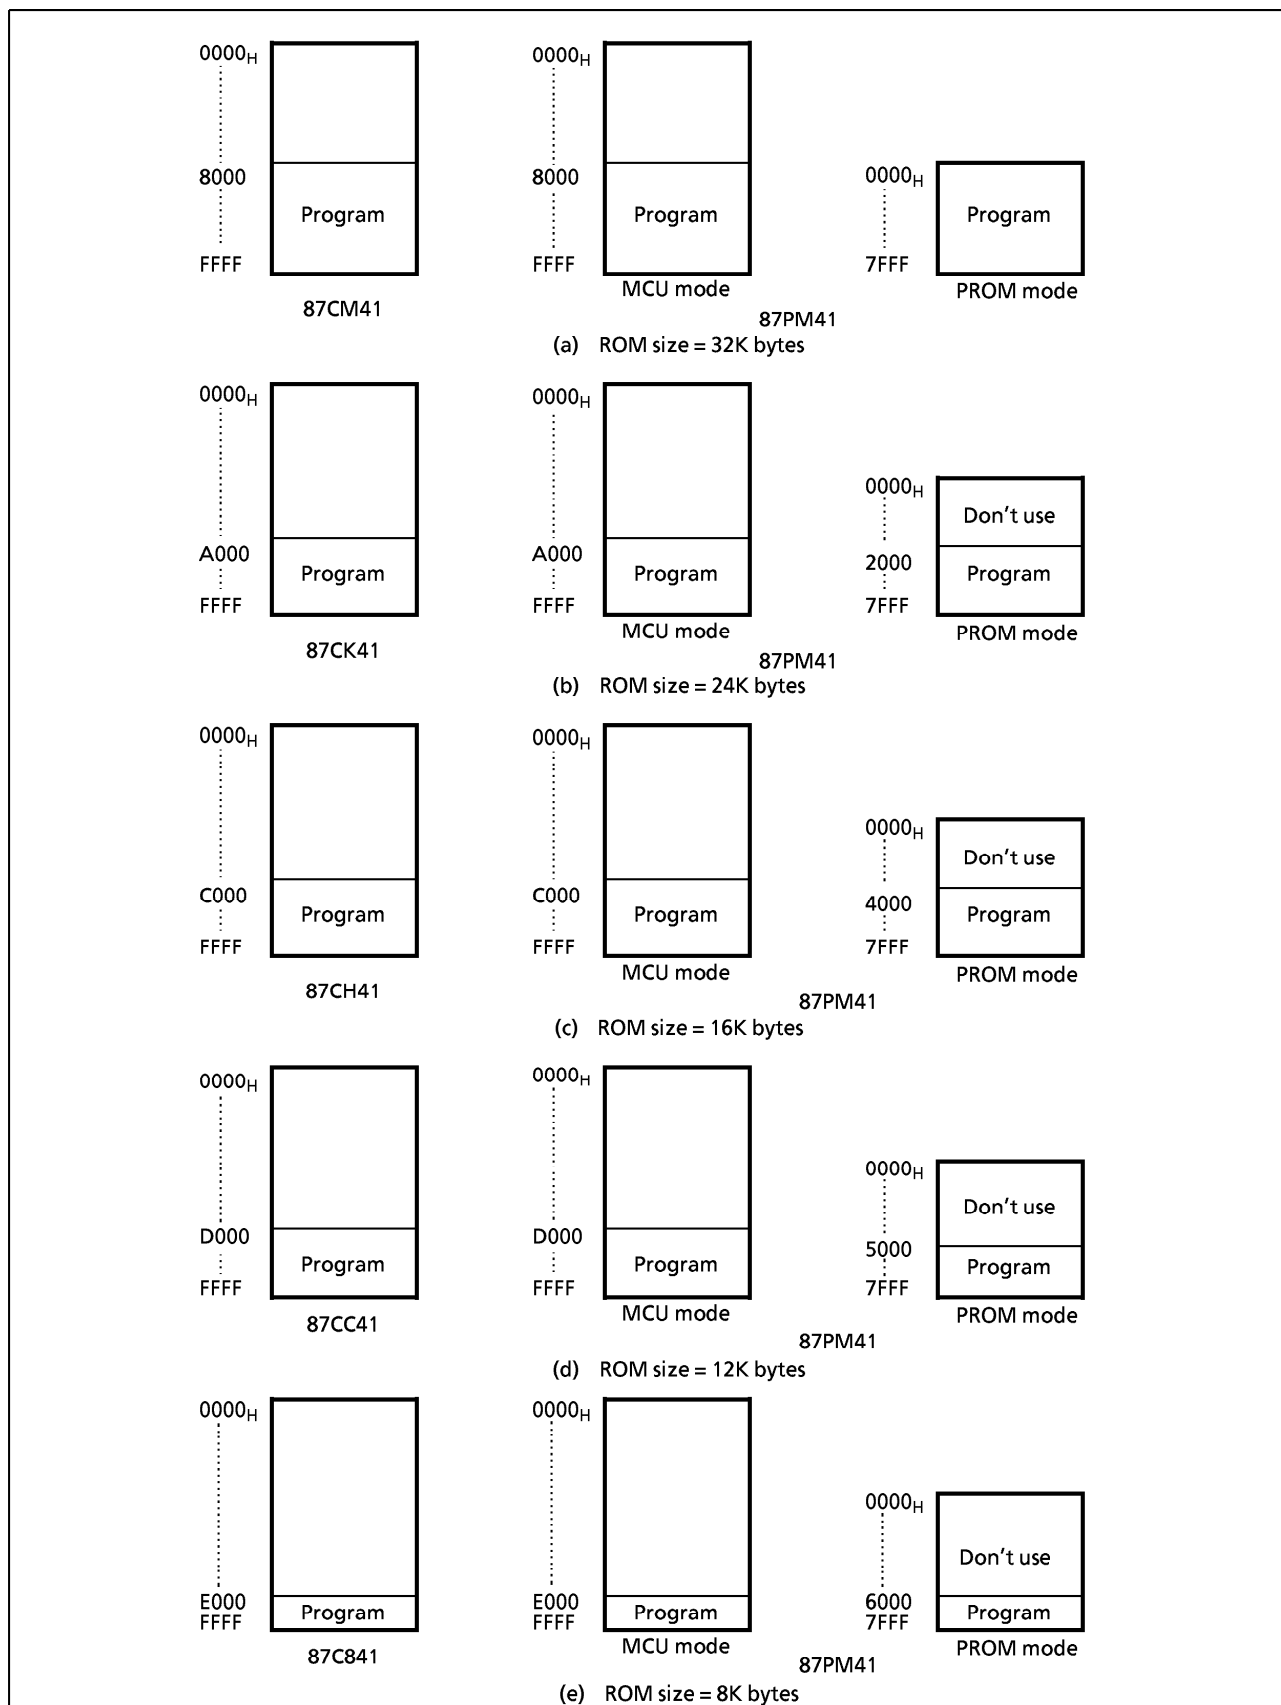 0000H
8000
Program
FFFF
87CM41
0000H
8000
Program
FFFF
MCU mode
0000H
Program
7FFF
PROM mode
87PM41
(a) ROM size = 32K bytes
0000H
A000
Program
FFFF
87CK41
0000H
A000
Program
FFFF
MCU mode
0000H
Don't use
2000
Program
7FFF
PROM mode
87PM41
(b) ROM size = 24K bytes
0000H
C000
Program
FFFF
87CH41
0000H
C000
Program
FFFF
MCU mode
0000H
Don't use
4000
Program
7FFF
PROM mode
87PM41
(c) ROM size = 16K bytes
0000H
D000
Program
FFFF
87CC41
0000H
D000
Program
FFFF
MCU mode
0000H
Don't use
5000
Program
7FFF
PROM mode
87PM41
(d) ROM size = 12K bytes
0000H
E000
Program
FFFF
87C841
0000H
E000
Program
FFFF
MCU mode
0000H
Don't use
6000
Program
7FFF
PROM mode
87PM41
(e) ROM size = 8K bytes